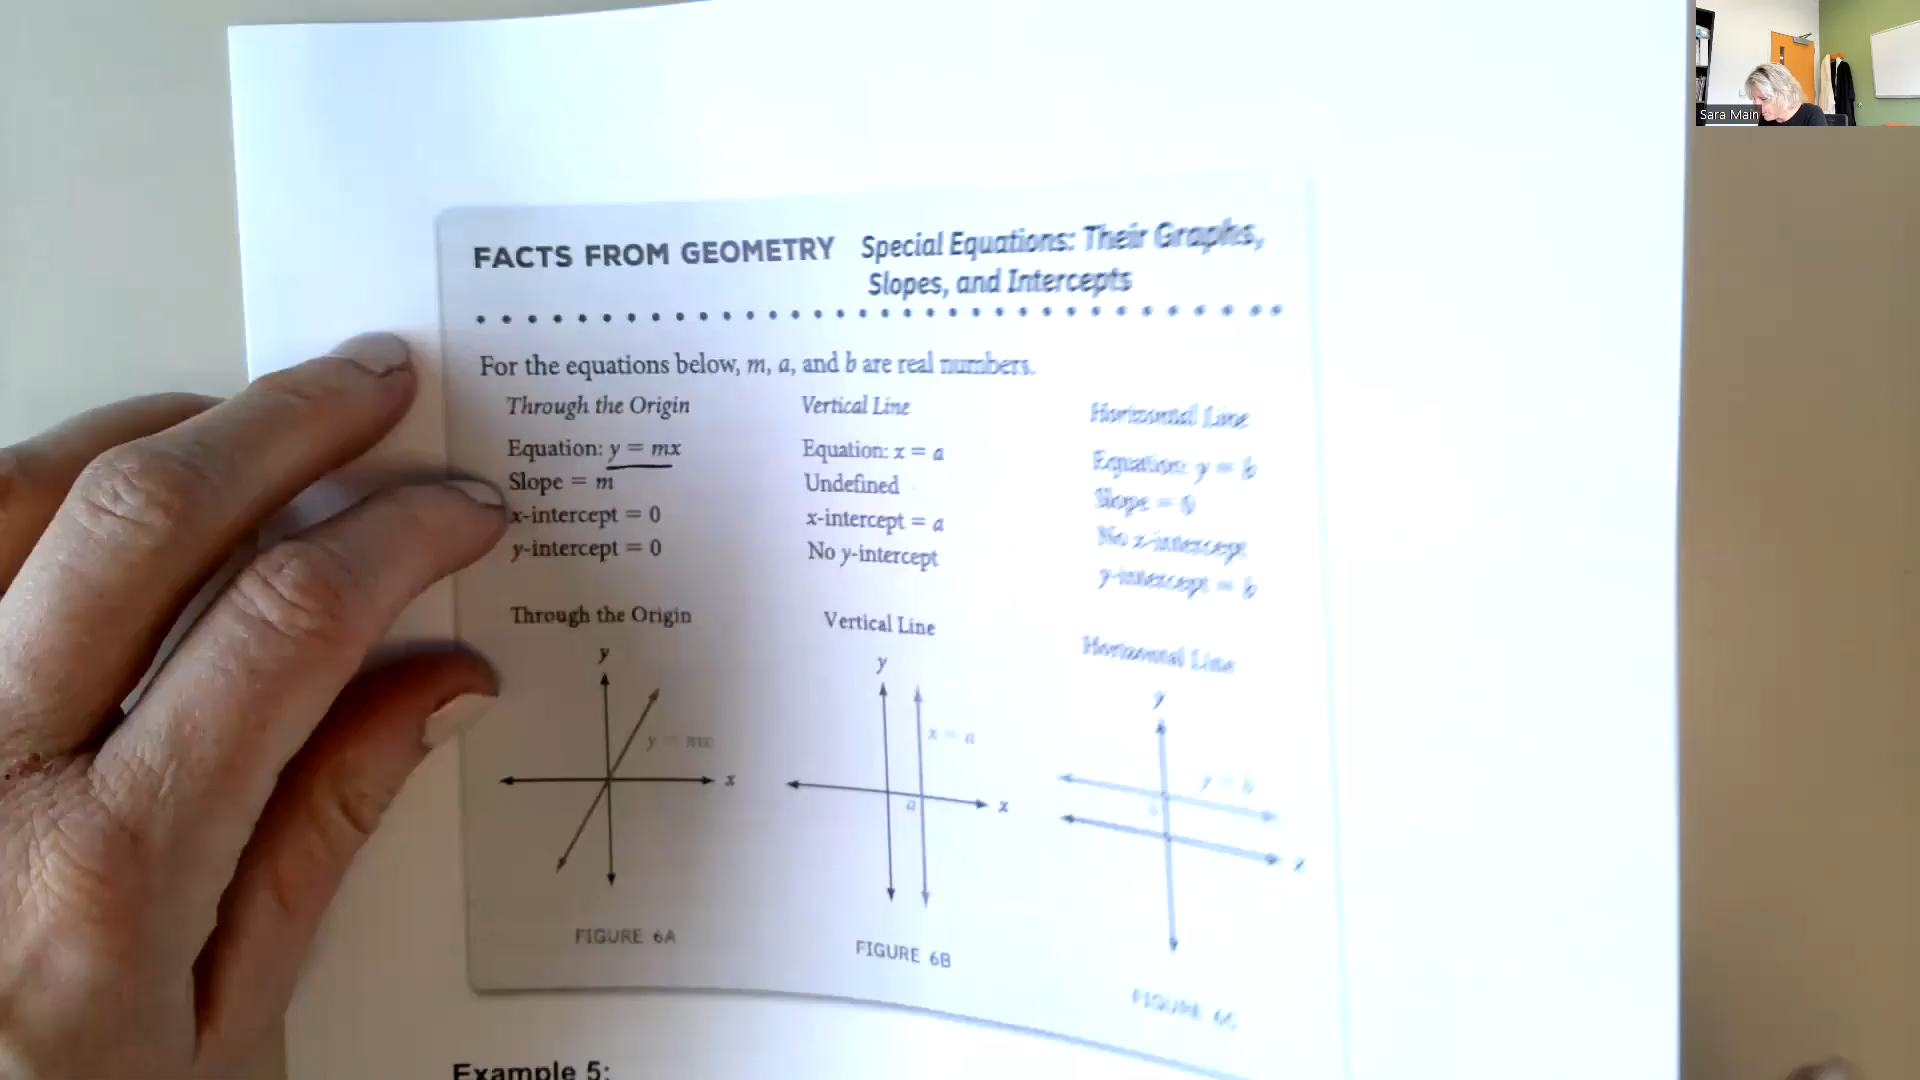 FACTS FROM GEOMETRY Special Equations: Their Graphs,
Slopes, and Intercepts
For the equations below, m, a, and b are real numbers.
Through the Origin
Equation: y = mx
Slope = m
x-intercept = 0
y-intercept = 0
Vertical Line
Equation: x = a
Undefined
x-intercept = a
No y-intercept
Horizontal Line
Equation: y = b
Slope = 0
No x-intercept
y-intercept = b
Through the Origin
y
y = mx
x
FIGURE 6A
Vertical Line
y
x = a
a
x
FIGURE 6B
Horizontal Line
y
y = b
b
x
FIGURE 6C
Example 5:
Sara Main